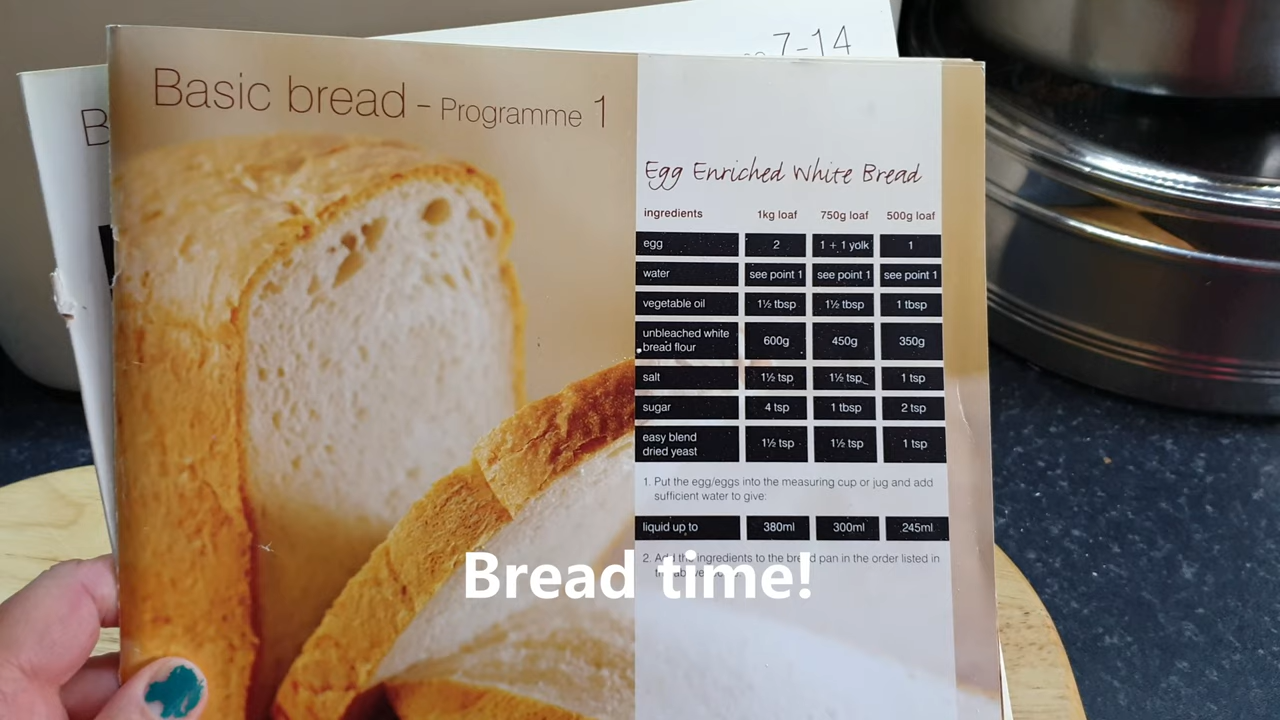 7-14
B
Basic bread - Programme 1
Egg Enriched White Bread
ingredients 1kg loaf 750g loaf 500g loaf
egg 2 1 + 1 yolk 1
water see point 1 see point 1 see point 1
vegetable oil 1½ tbsp 1½ tbsp 1 tbsp
unbleached white
bread flour 600g 450g 350g
salt 1½ tsp 1½ tsp 1 tsp
sugar 4 tsp 1 tbsp 2 tsp
easy blend
dried yeast 1½ tsp 1½ tsp 1 tsp
1. Put the egg/eggs into the measuring cup or jug and add
sufficient water to give:
liquid up to 380ml 300ml 245ml
2. Add the ingredients to the bread pan in the order listed in
Bread time!